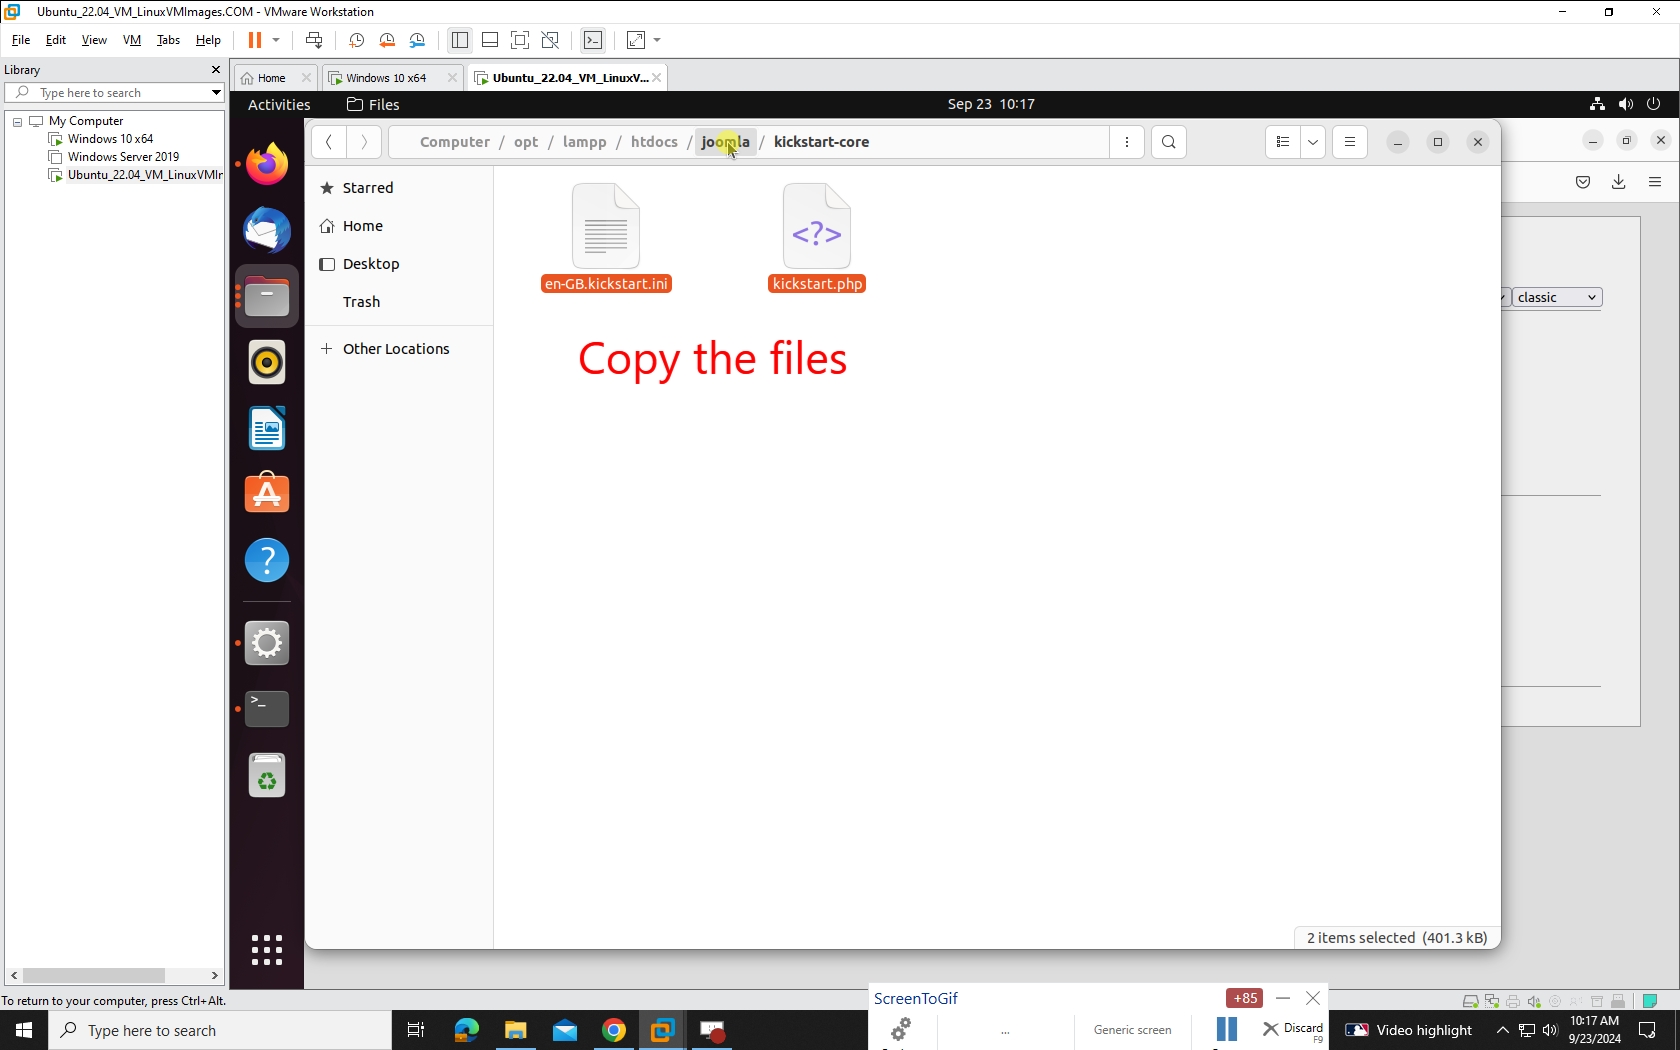 Ubuntu_22.04_VM_LinuxVMImages.COM - VMware Workstation
File Edit View VM Tabs Help
Library
Type here to search
My Computer
Windows 10 x64
Windows Server 2019
Ubuntu_22.04_VM_LinuxVMIr
Home
Windows 10 x64
Ubuntu_22.04_VM_LinuxV...
Activities
Files
Sep 23 10:17
Computer / opt / lampp / htdocs / joomla / kickstart-core
Starred
Home
Desktop
Trash
Other Locations
en-GB.kickstart.ini
<?>
kickstart.php
Copy the files
classic
2 items selected (401.3 kB)
To return to your computer, press Ctrl+Alt.
ScreenToGif
+85
...
Generic screen
Discard
F9
Type here to search
Video highlight
10:17 AM
9/23/2024